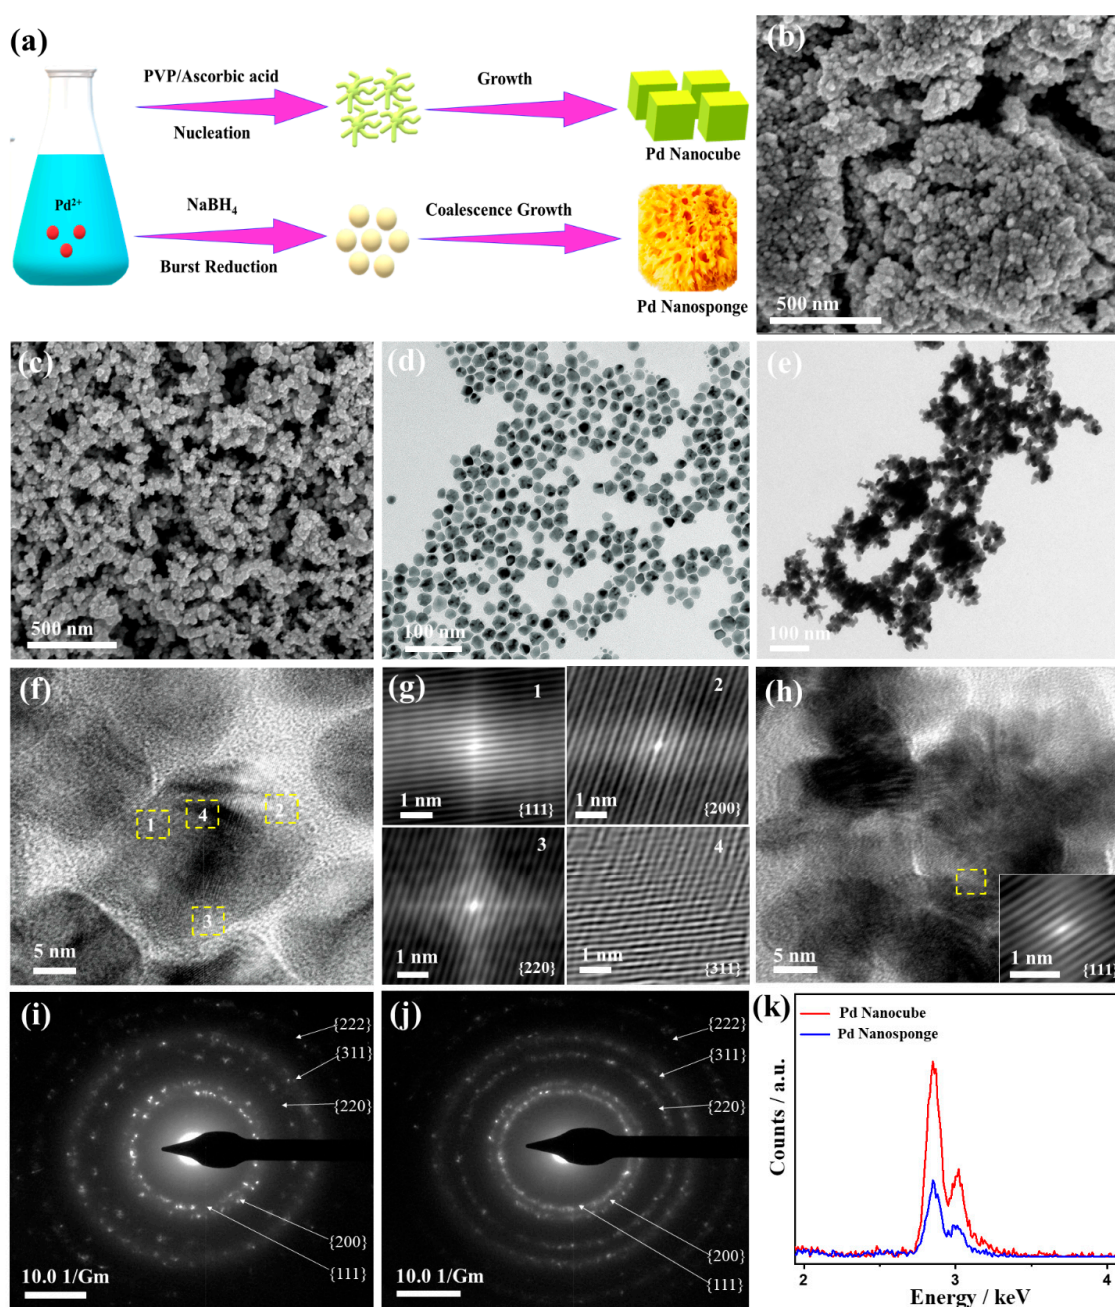 (a)
PVP/Ascorbic acid
Nucleation
Growth
Pd Nanocube
Pd²⁺
NaBH₄
Burst Reduction
Coalescence Growth
Pd Nanosponge
(b)
500 nm
(c)
500 nm
(d)
100 nm
(e)
100 nm
(f)
1
4
2
3
5 nm
(g)
1
1 nm
{111}
2
1 nm
{200}
3
1 nm
{220}
4
1 nm
{311}
(h)
5 nm
1 nm
{111}
(i)
{222}
{311}
{220}
{200}
{111}
10.0 1/Gm
(j)
{222}
{311}
{220}
{200}
{111}
10.0 1/Gm
(k)
Pd Nanocube
Pd Nanosponge
Counts / a.u.
2
3
4
Energy / keV